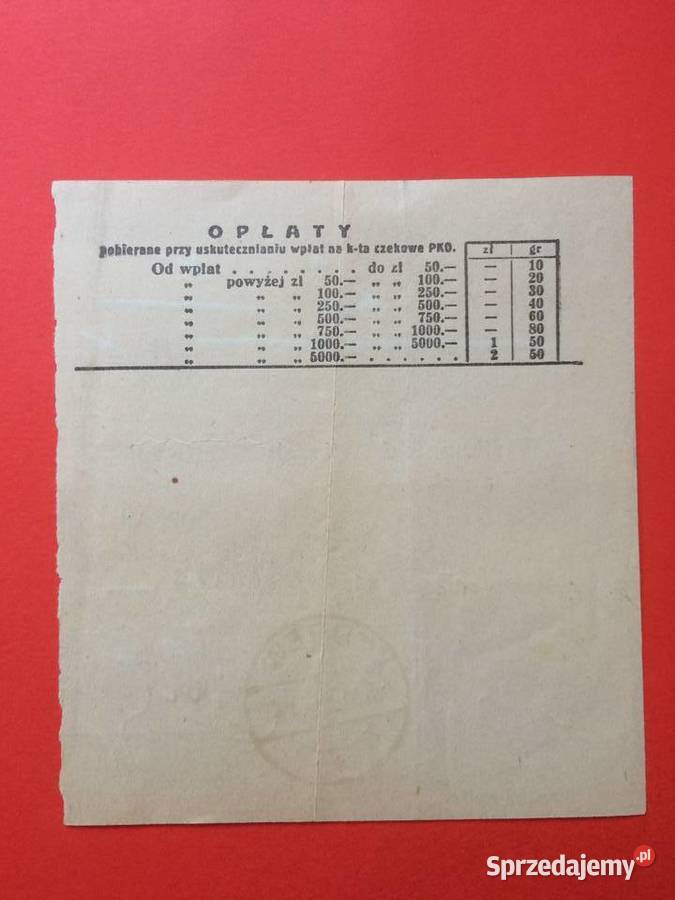 OPŁATY
pobierane przy uskutecznianiu wpłat na k-ta czekowe PKO. zł gr
Od wpłat . . . . . . . . do zł 50.— — 10
„ powyżej zł 50.— „ „ 100.— — 20
„ „ „ 100.— „ „ 250.— — 30
„ „ „ 250.— „ „ 500.— — 40
„ „ „ 500.— „ „ 750.— — 60
„ „ „ 750.— „ „ 1000.— — 80
„ „ „ 1000.— „ „ 5000.— 1 50
„ „ „ 5000.— . . . . . . 2 50
Sprzedajemy.pl